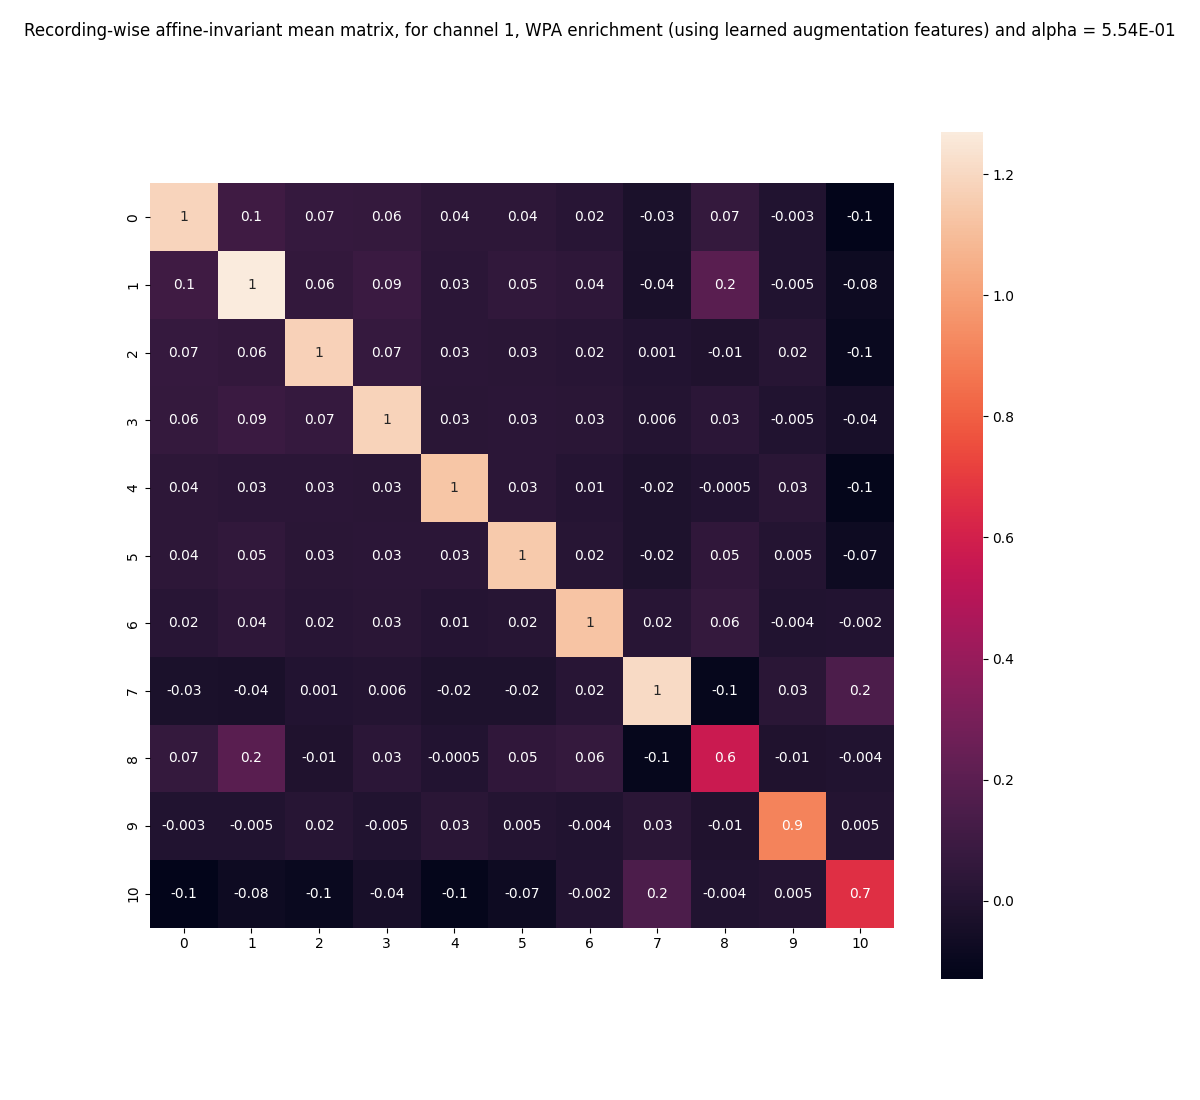 Recording-wise affine-invariant mean matrix, for channel 1, WPA enrichment (using learned augmentation features) and alpha = 5.54E-01
0 1 0.1 0.07 0.06 0.04 0.04 0.02 -0.03 0.07 -0.003 -0.1
1 0.1 1 0.06 0.09 0.03 0.05 0.04 -0.04 0.2 -0.005 -0.08
2 0.07 0.06 1 0.07 0.03 0.03 0.02 0.001 -0.01 0.02 -0.1
3 0.06 0.09 0.07 1 0.03 0.03 0.03 0.006 0.03 -0.005 -0.04
4 0.04 0.03 0.03 0.03 1 0.03 0.01 -0.02 -0.0005 0.03 -0.1
5 0.04 0.05 0.03 0.03 0.03 1 0.02 -0.02 0.05 0.005 -0.07
6 0.02 0.04 0.02 0.03 0.01 0.02 1 0.02 0.06 -0.004 -0.002
7 -0.03 -0.04 0.001 0.006 -0.02 -0.02 0.02 1 -0.1 0.03 0.2
8 0.07 0.2 -0.01 0.03 -0.0005 0.05 0.06 -0.1 0.6 -0.01 -0.004
9 -0.003 -0.005 0.02 -0.005 0.03 0.005 -0.004 0.03 -0.01 0.9 0.005
10 -0.1 -0.08 -0.1 -0.04 -0.1 -0.07 -0.002 0.2 -0.004 0.005 0.7
0 1 2 3 4 5 6 7 8 9 10
1.2
1.0
0.8
0.6
0.4
0.2
0.0